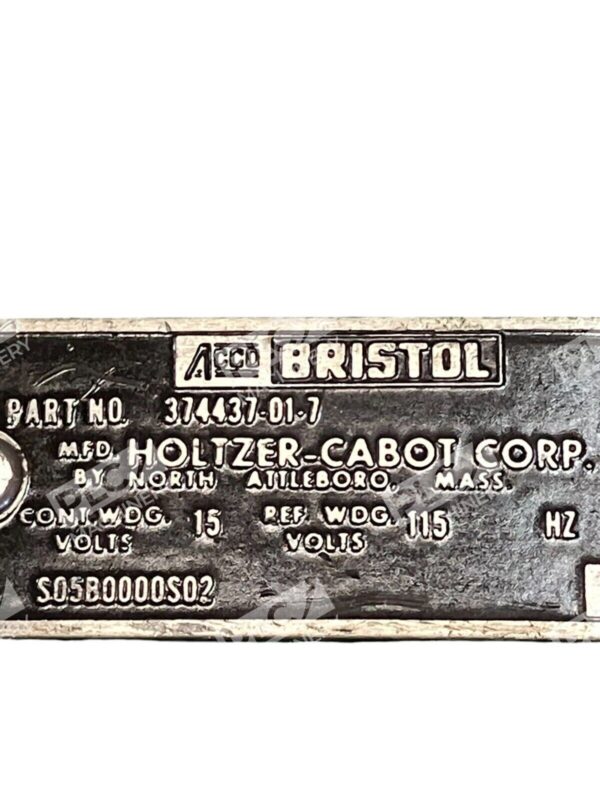 Acco BRISTOL
PART NO. 374437-01-7
MFD. HOLTZER-CABOT CORP.
BY NORTH ATTLEBORO, MASS.
CONT. WDG. 15 REF. WDG. 115 HZ
VOLTS VOLTS
S05B0000S02